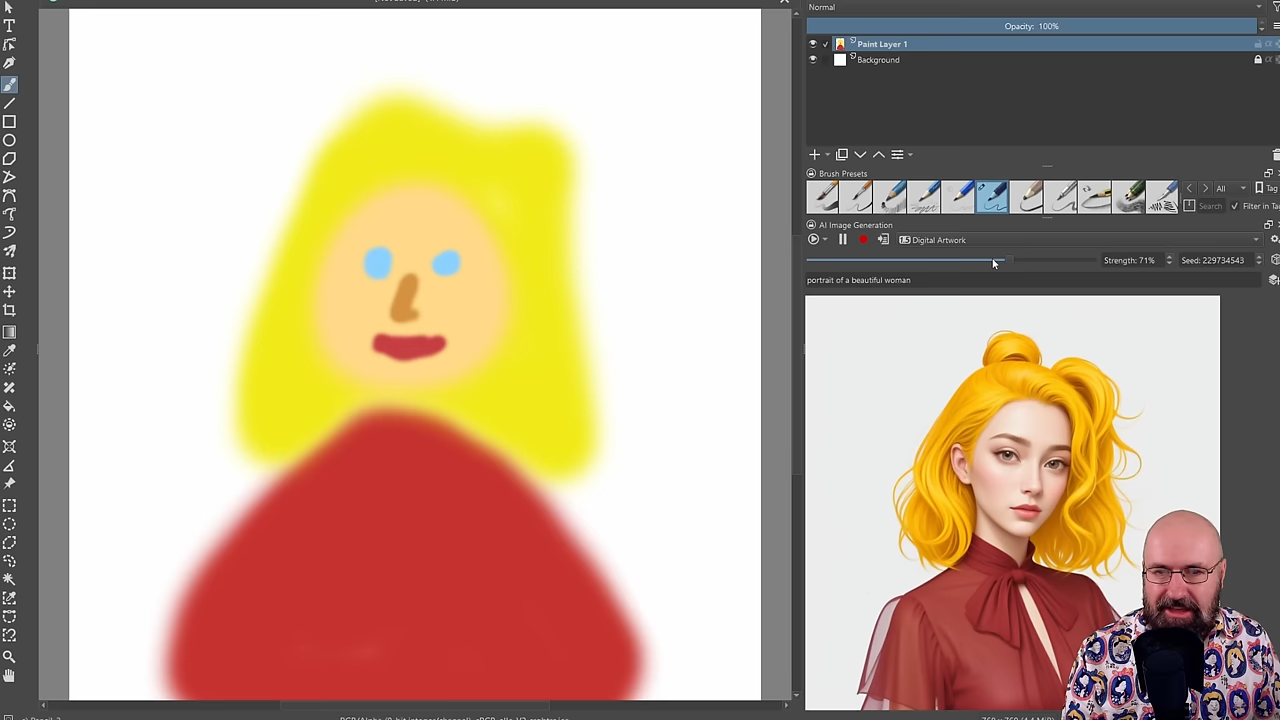 Normal
Opacity: 100%
Paint Layer 1
Background
Brush Presets
All
Tag
Search
Filter in Ta
AI Image Generation
Digital Artwork
Strength: 71%
Seed: 229734543
portrait of a beautiful woman